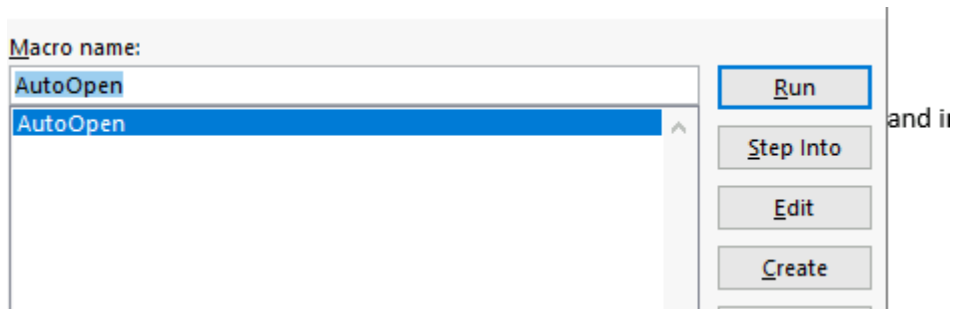 Macro name:
AutoOpen
Run
AutoOpen
and
Step Into
Edit
Create